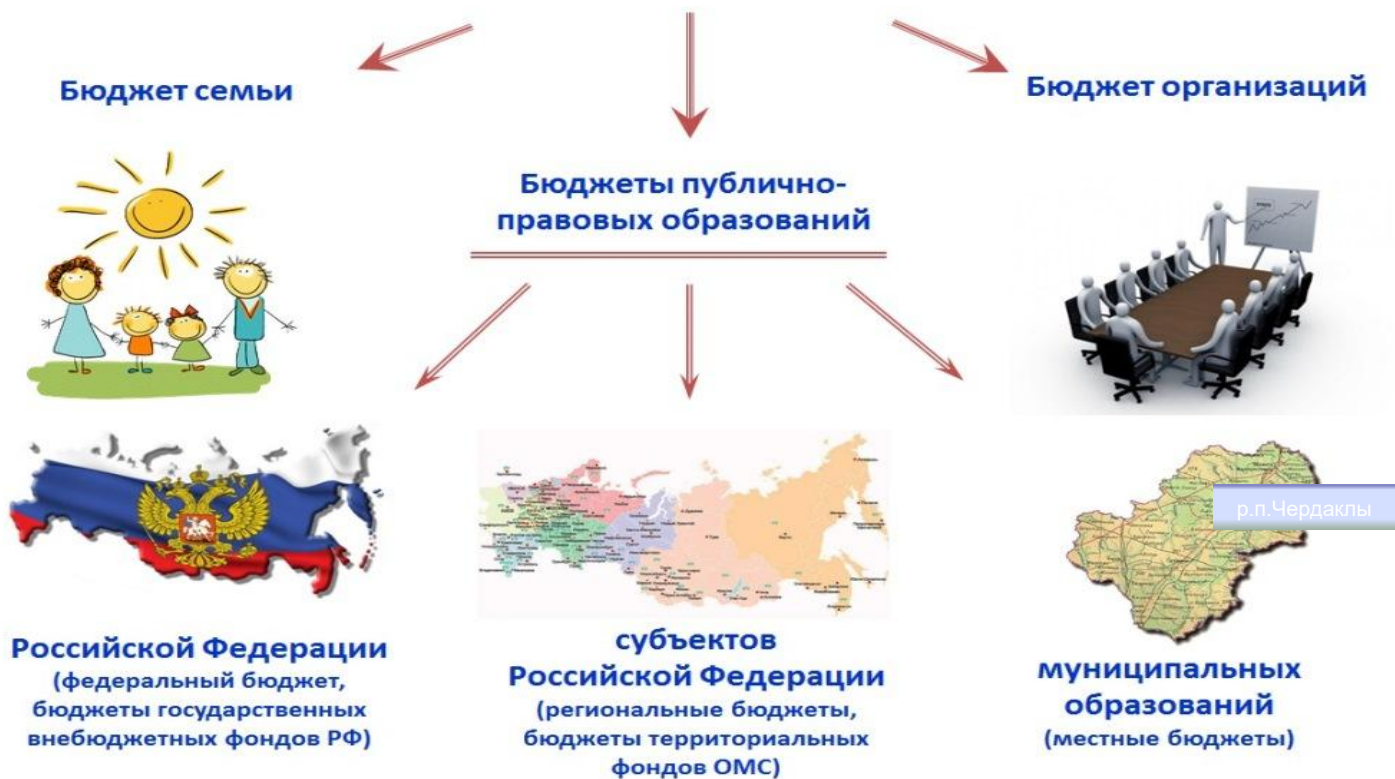 Бюджет семьи
Бюджет организаций
Бюджеты публично-
правовых образований
р.п.Чердаклы
Российской Федерации
(федеральный бюджет,
бюджеты государственных
внебюджетных фондов РФ)
субъектов
Российской Федерации
(региональные бюджеты,
бюджеты территориальных
фондов ОМС)
муниципальных
образований
(местные бюджеты)